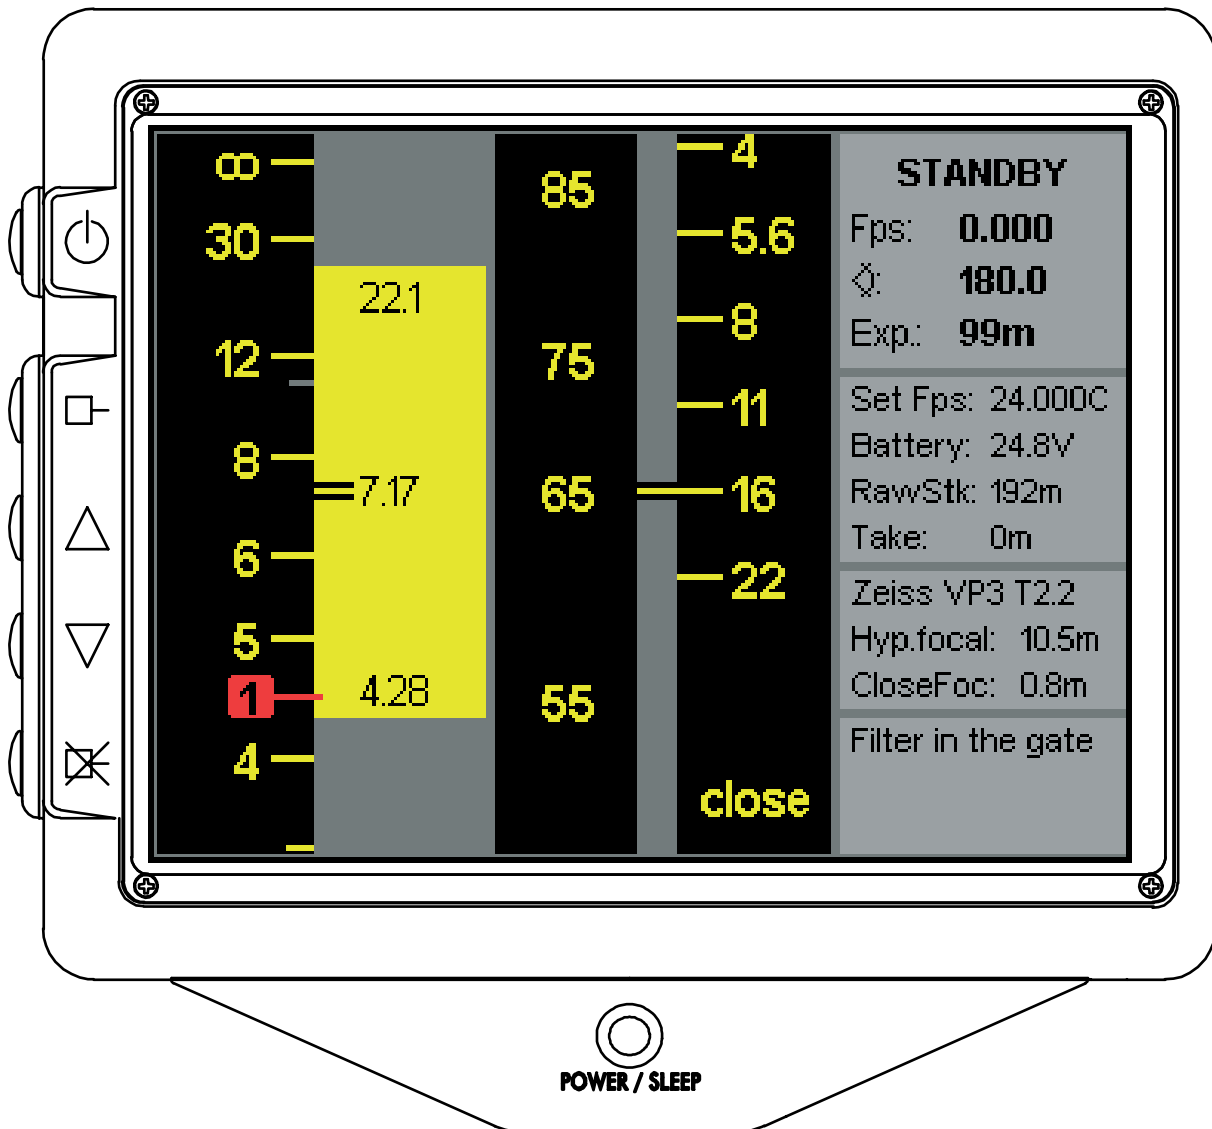 ∞
30
12
8
6
5
1
4
22.1
7.17
4.28
85
75
65
55
4
5.6
8
11
16
22
close
STANDBY
Fps: 0.000
: 180.0
Exp.: 99m
Set Fps: 24.000C
Battery: 24.8V
RawStk: 192m
Take: 0m
Zeiss VP3 T2.2
Hyp.focal: 10.5m
CloseFoc: 0.8m
Filter in the gate
POWER / SLEEP